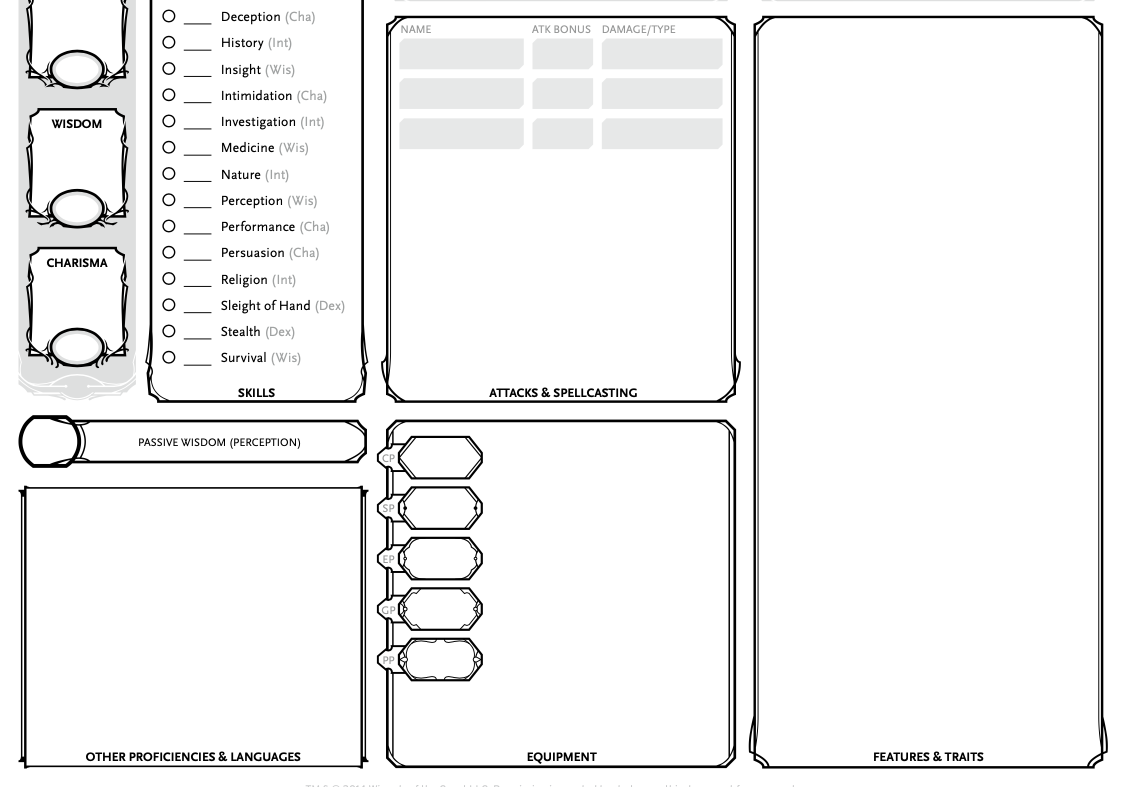 WISDOM
CHARISMA
Deception (Cha)
History (Int)
Insight (Wis)
Intimidation (Cha)
Investigation (Int)
Medicine (Wis)
Nature (Int)
Perception (Wis)
Performance (Cha)
Persuasion (Cha)
Religion (Int)
Sleight of Hand (Dex)
Stealth (Dex)
Survival (Wis)
SKILLS
PASSIVE WISDOM (PERCEPTION)
OTHER PROFICIENCIES & LANGUAGES
NAME ATK BONUS DAMAGE/TYPE
ATTACKS & SPELLCASTING
CP
SP
EP
GP
PP
EQUIPMENT
FEATURES & TRAITS